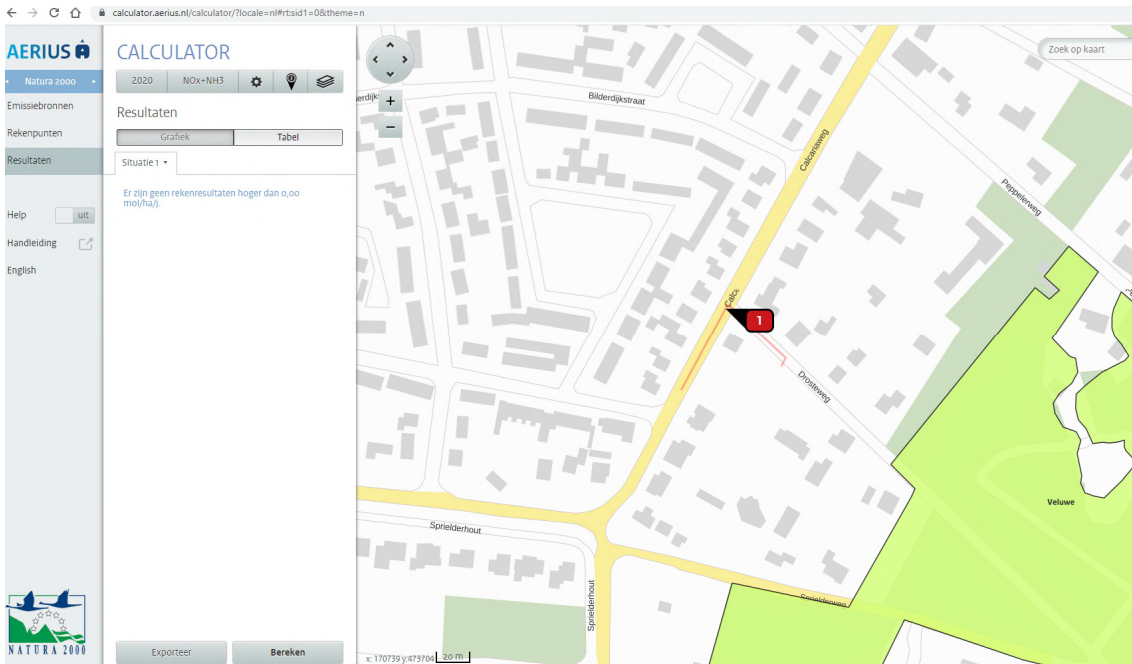 calculator.aerius.nl/calculator/?locale=nl#rt:sid1=0&theme=n
AERIUS
Natura 2000
Emissiebronnen
Rekenpunten
Resultaten
Help
uit
Handleiding
English
NATURA 2000
CALCULATOR
2020
NOx+NH3
Resultaten
Grafiek
Tabel
Situatie 1
Er zijn geen rekenresultaten hoger dan 0,00
mol/ha/j.
Exporteer
Bereken
Zoek op kaart
+
−
erdijk
Bilderdijkstraat
Calcariaweg
Peppelerweg
Calca
1
Drosteweg
Veluwe
Sprielderhout
Sprielderhout
Sprielderweg
x: 170739 y:473704
20 m